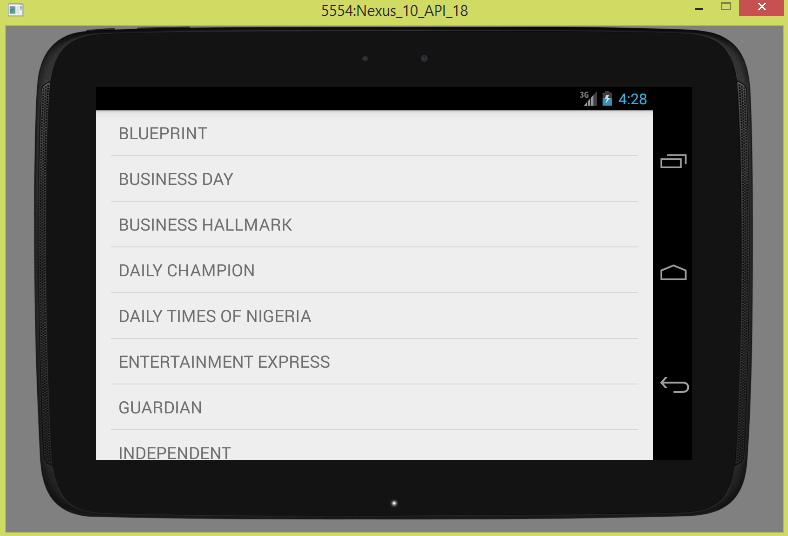 5554:Nexus_10_API_18
3G 4:28
BLUEPRINT
BUSINESS DAY
BUSINESS HALLMARK
DAILY CHAMPION
DAILY TIMES OF NIGERIA
ENTERTAINMENT EXPRESS
GUARDIAN
INDEPENDENT